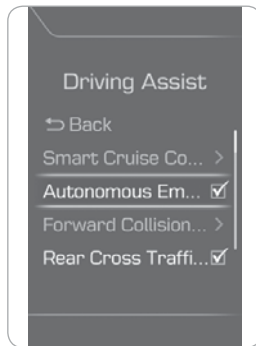 Driving Assist
Back
Smart Cruise Co... >
Autonomous Em...
Forward Collision... >
Rear Cross Traffi...